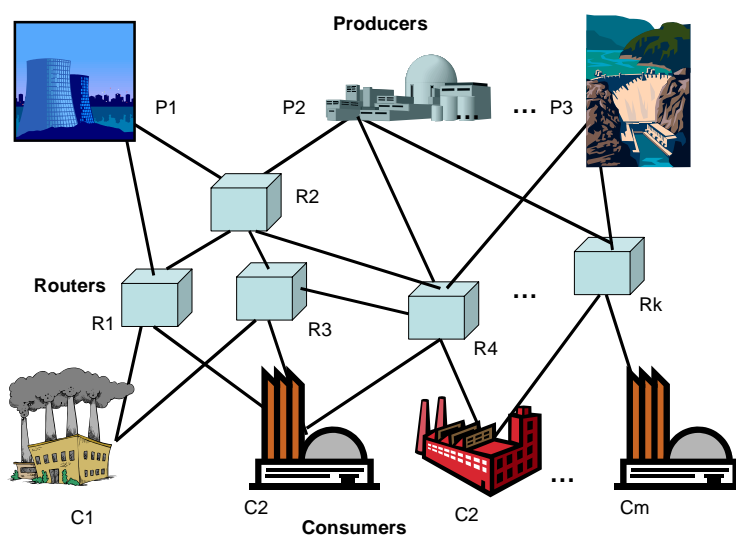 Producers
P1
P2
...
P3
R2
Routers
...
R1
R3
R4
Rk
...
C1
C2
C2
Cm
Consumers